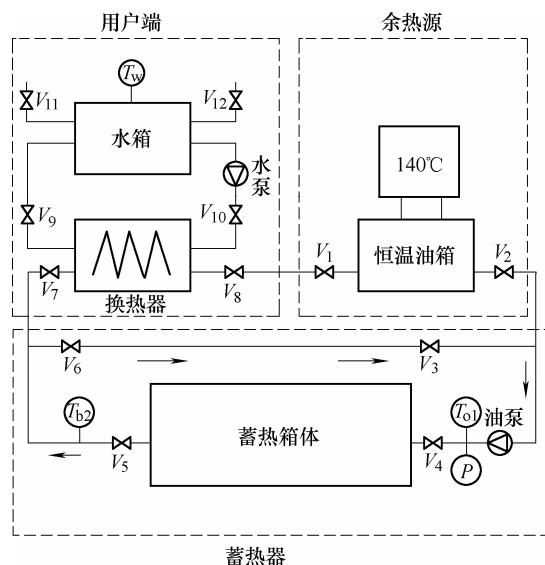 用户端
余热源
T_w
V_11
V_12
水箱
水泵
140℃
V_9
V_10
恒温油箱
V_1
V_2
V_7
换热器
V_8
V_6
V_3
T_b2
蓄热箱体
T_o1
油泵
V_5
V_4
P
蓄热器